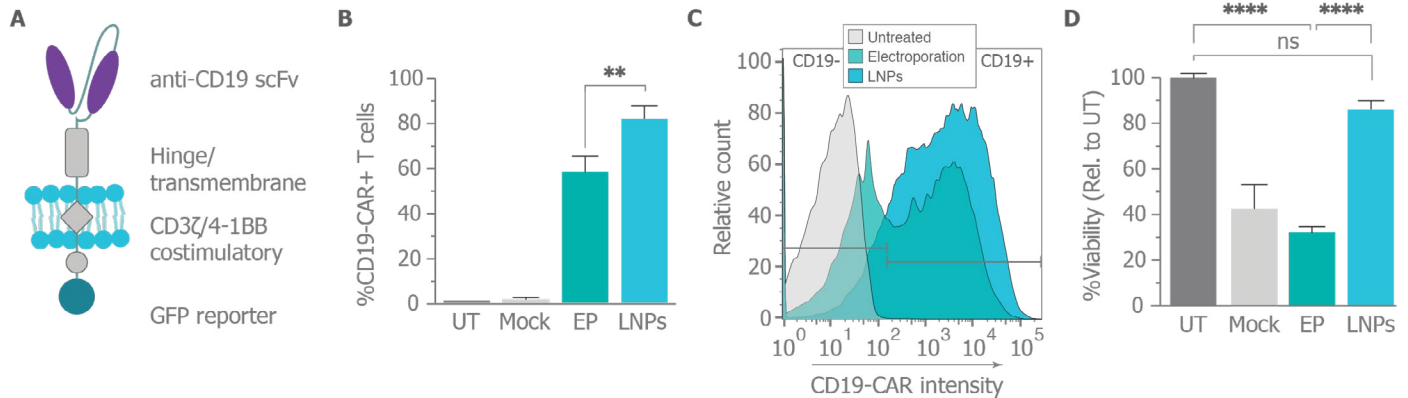 A
anti-CD19 scFv
Hinge/
transmembrane
CD3ζ/4-1BB
costimulatory
GFP reporter
B
%CD19-CAR+ T cells
100
80
60
40
20
0
**
UT
Mock
EP
LNPs
C
Relative count
100
80
60
40
20
0
CD19-
Untreated
Electroporation
LNPs
CD19+
10⁰
10¹
10²
10³
10⁴
10⁵
CD19-CAR intensity
D
%Viability (Rel. to UT)
****
****
ns
100
80
60
40
20
0
UT
Mock
EP
LNPs